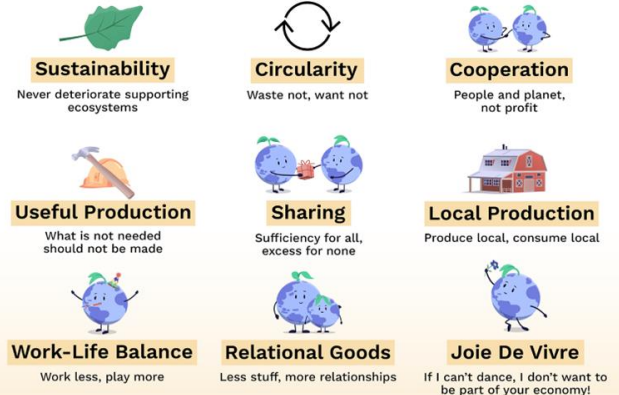 Sustainability
Never deteriorate supporting
ecosystems
Circularity
Waste not, want not
Cooperation
People and planet,
not profit
Useful Production
What is not needed
should not be made
Sharing
Sufficiency for all,
excess for none
Local Production
Produce local, consume local
Work-Life Balance
Work less, play more
Relational Goods
Less stuff, more relationships
Joie De Vivre
If I can't dance, I don't want to
be part of your economy!